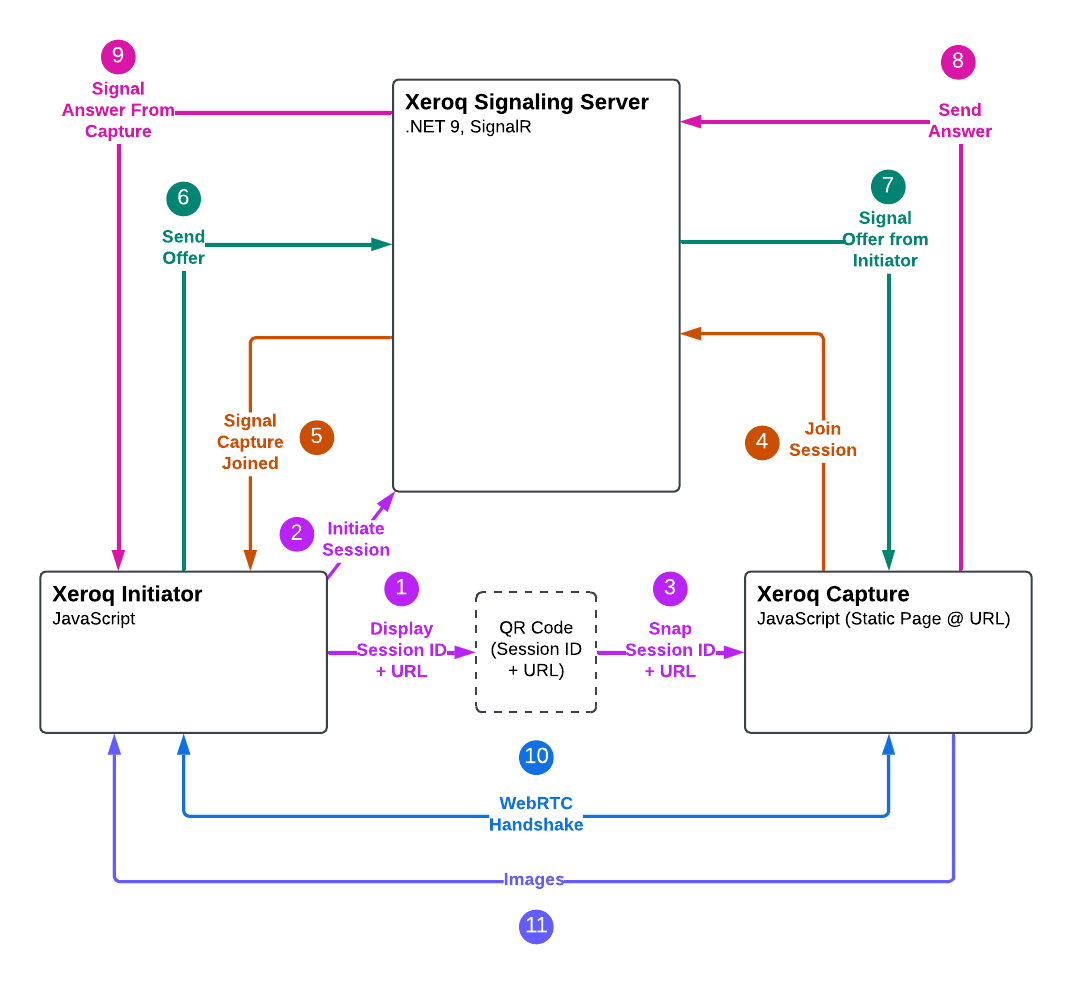 9
Signal
Answer From
Capture
8
Send
Answer
Xeroq Signaling Server
.NET 9, SignalR
6
Send
Offer
7
Signal
Offer from
Initiator
Signal
Capture
Joined
5
4
Join
Session
2
Initiate
Session
Xeroq Initiator
JavaScript
1
Display
Session ID
+ URL
QR Code
(Session ID
+ URL)
3
Snap
Session ID
+ URL
Xeroq Capture
JavaScript (Static Page @ URL)
10
WebRTC
Handshake
Images
11